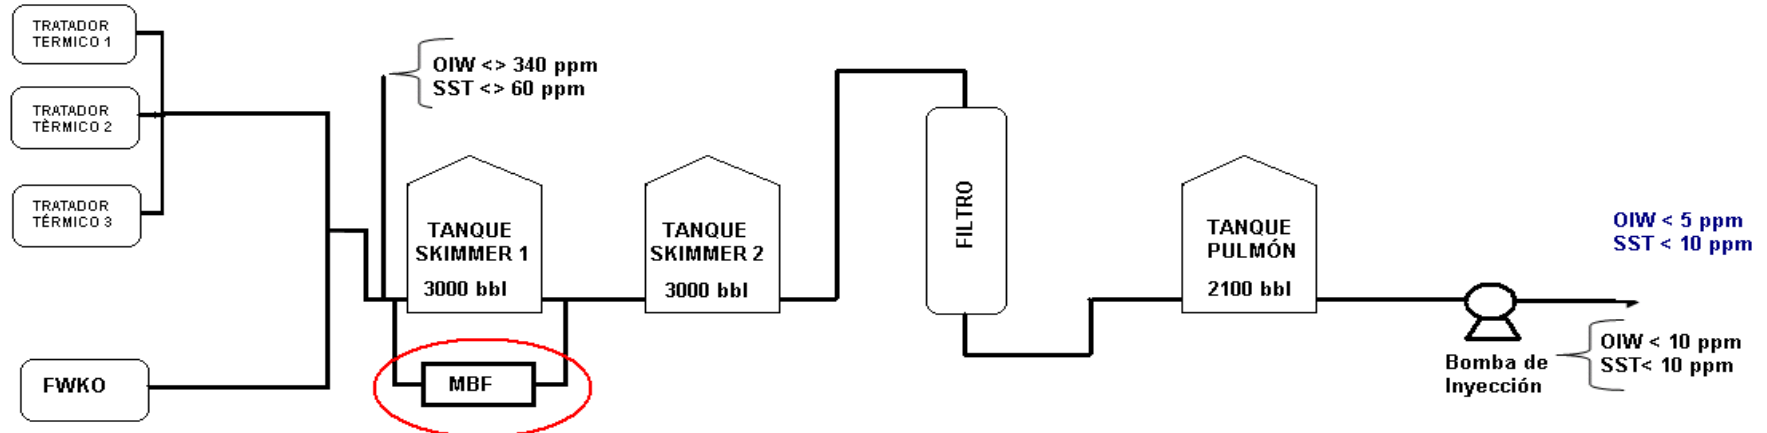 TRATADOR
TERMICO 1
TRATADOR
TÈRMICO 2
TRATADOR
TÉRMICO 3
FWKO
OIW <> 340 ppm
SST <> 60 ppm
TANQUE
SKIMMER 1
3000 bbl
MBF
TANQUE
SKIMMER 2
3000 bbl
FILTRO
TANQUE
PULMÓN
2100 bbl
OIW < 5 ppm
SST < 10 ppm
Bomba de
Inyección
OIW < 10 ppm
SST< 10 ppm